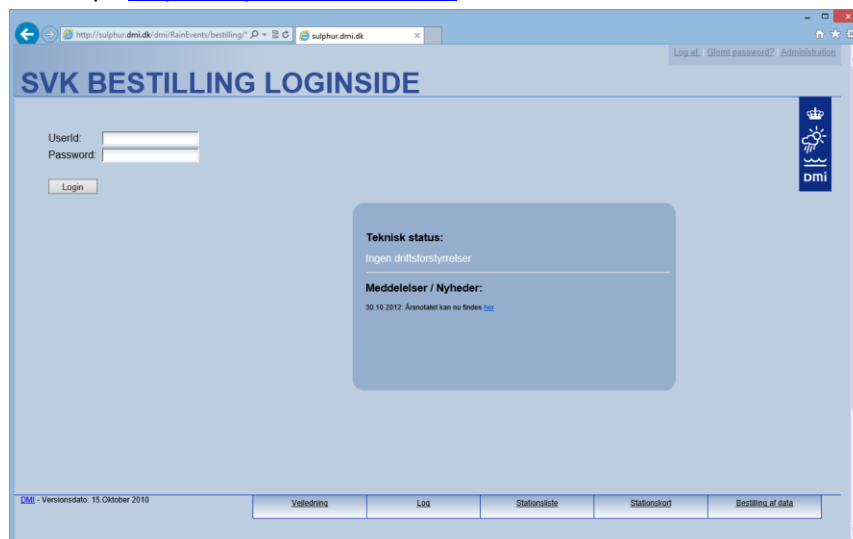 http://sulphur.dmi.dk/dmi/RainEvents/bestilling/"
sulphur.dmi.dk
Log af. | Glemt password? | Administration
SVK BESTILLING LOGINSIDE
UserId:
Password:
Login
DMI
Teknisk status:
Ingen driftsforstyrrelser
Meddelelser / Nyheder:
30.10.2012: Årsnotatet kan nu findes her
DMI - Versionsdato: 15.Oktober 2010
Vejledning
Log
Stationsliste
Stationskort
Bestilling af data